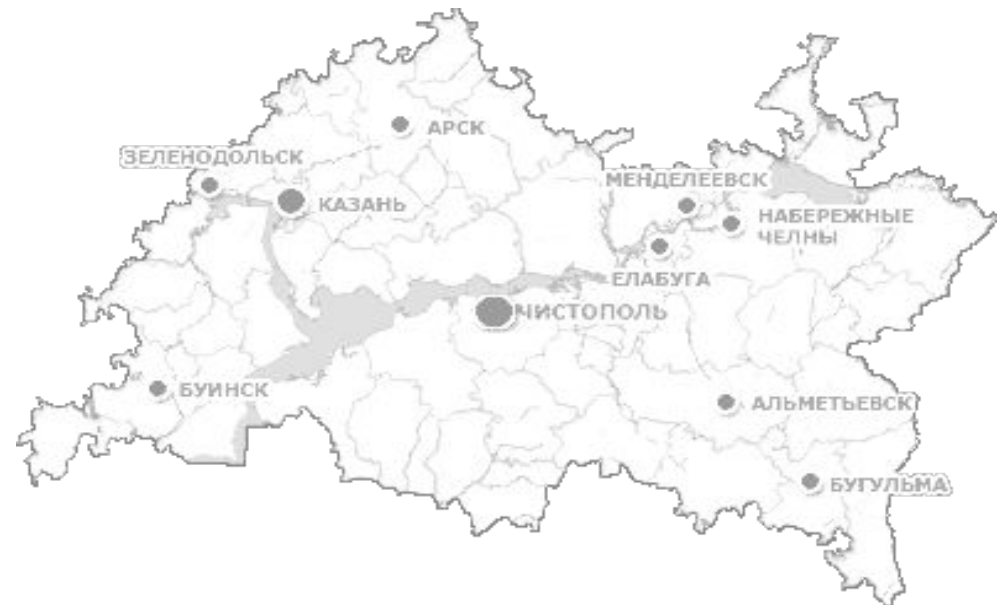 АРСК
ЗЕЛЕНОДОЛЬСК
МЕНДЕЛЕЕВСК
КАЗАНЬ
НАБЕРЕЖНЫЕ
ЧЕЛНЫ
ЕЛАБУГА
ЧИСТОПОЛЬ
БУИНСК
АЛЬМЕТЬЕВСК
БУГУЛЬМА